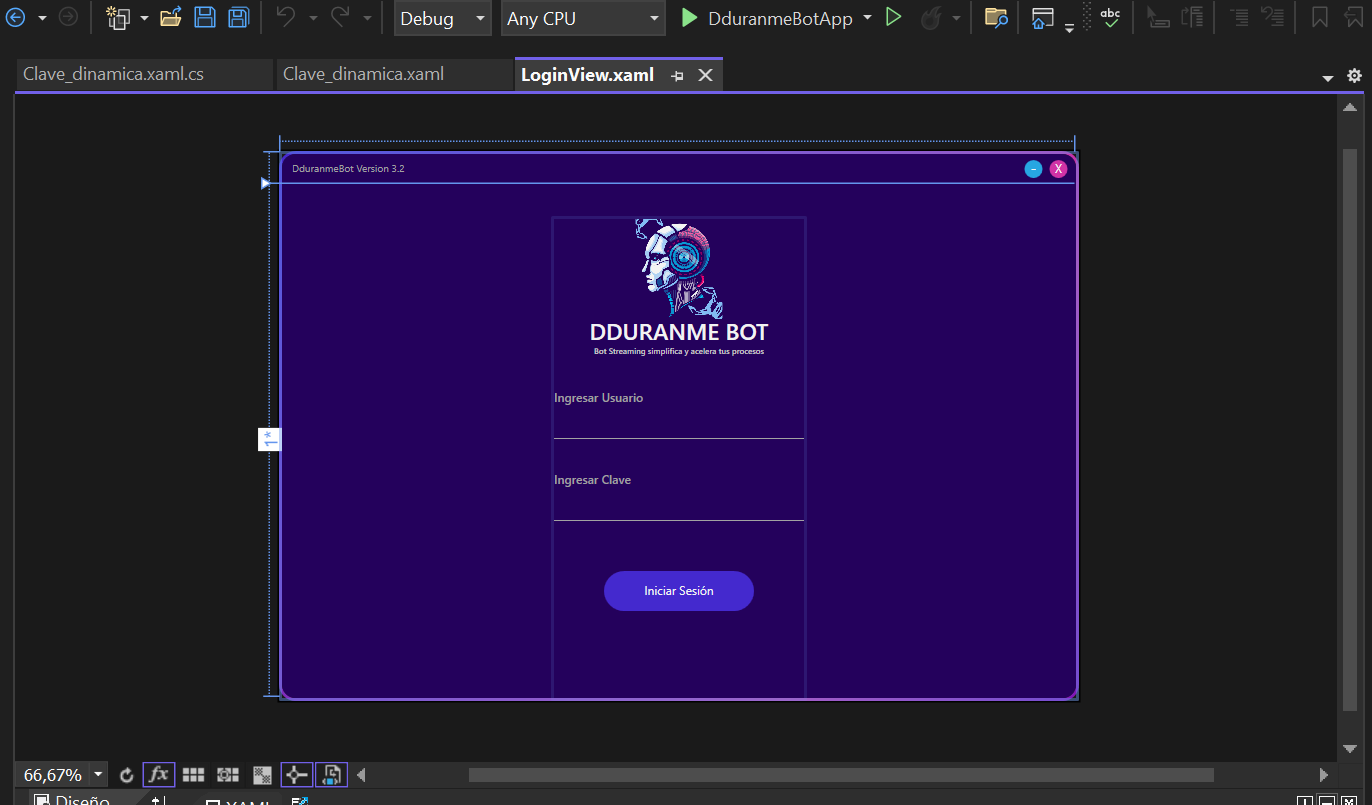 Debug Any CPU DduranmeBotApp abc
Clave_dinamica.xaml.cs Clave_dinamica.xaml LoginView.xaml
DduranmeBot Version 3.2 - X
DDURANME BOT
Bot Streaming simplifica y acelera tus procesos
Ingresar Usuario
1*
Ingresar Clave
Iniciar Sesión
66,67% fx
Diseño XAML